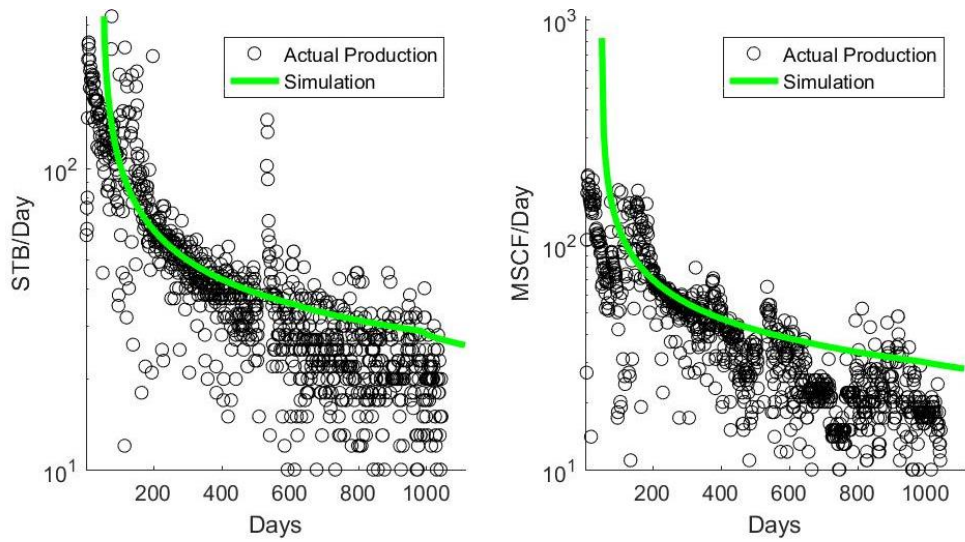 Actual Production
Simulation
STB/Day
10^2
10^1
200 400 600 800 1000
Days
Actual Production
Simulation
MSCF/Day
10^3
10^2
10^1
200 400 600 800 1000
Days